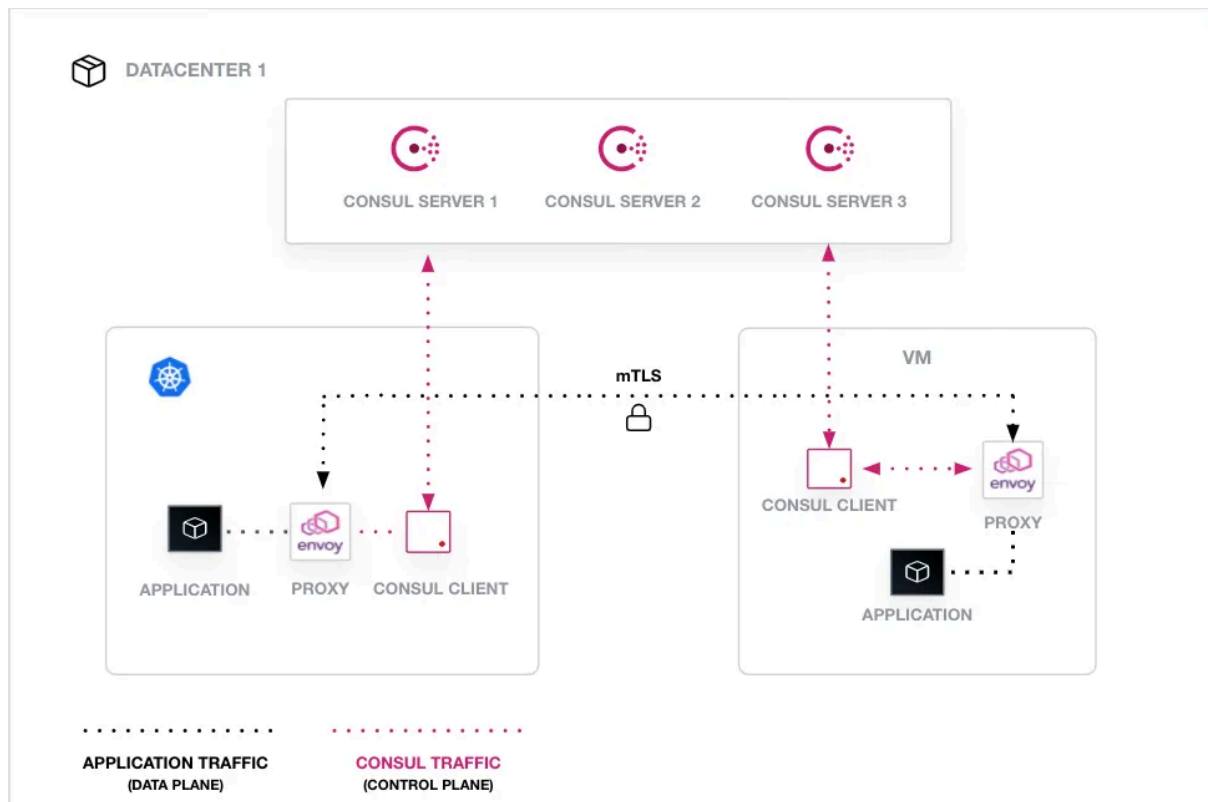 DATACENTER 1
CONSUL SERVER 1
CONSUL SERVER 2
CONSUL SERVER 3
VM
mTLS
envoy
CONSUL CLIENT
PROXY
envoy
APPLICATION
PROXY
CONSUL CLIENT
APPLICATION
APPLICATION TRAFFIC
(DATA PLANE)
CONSUL TRAFFIC
(CONTROL PLANE)